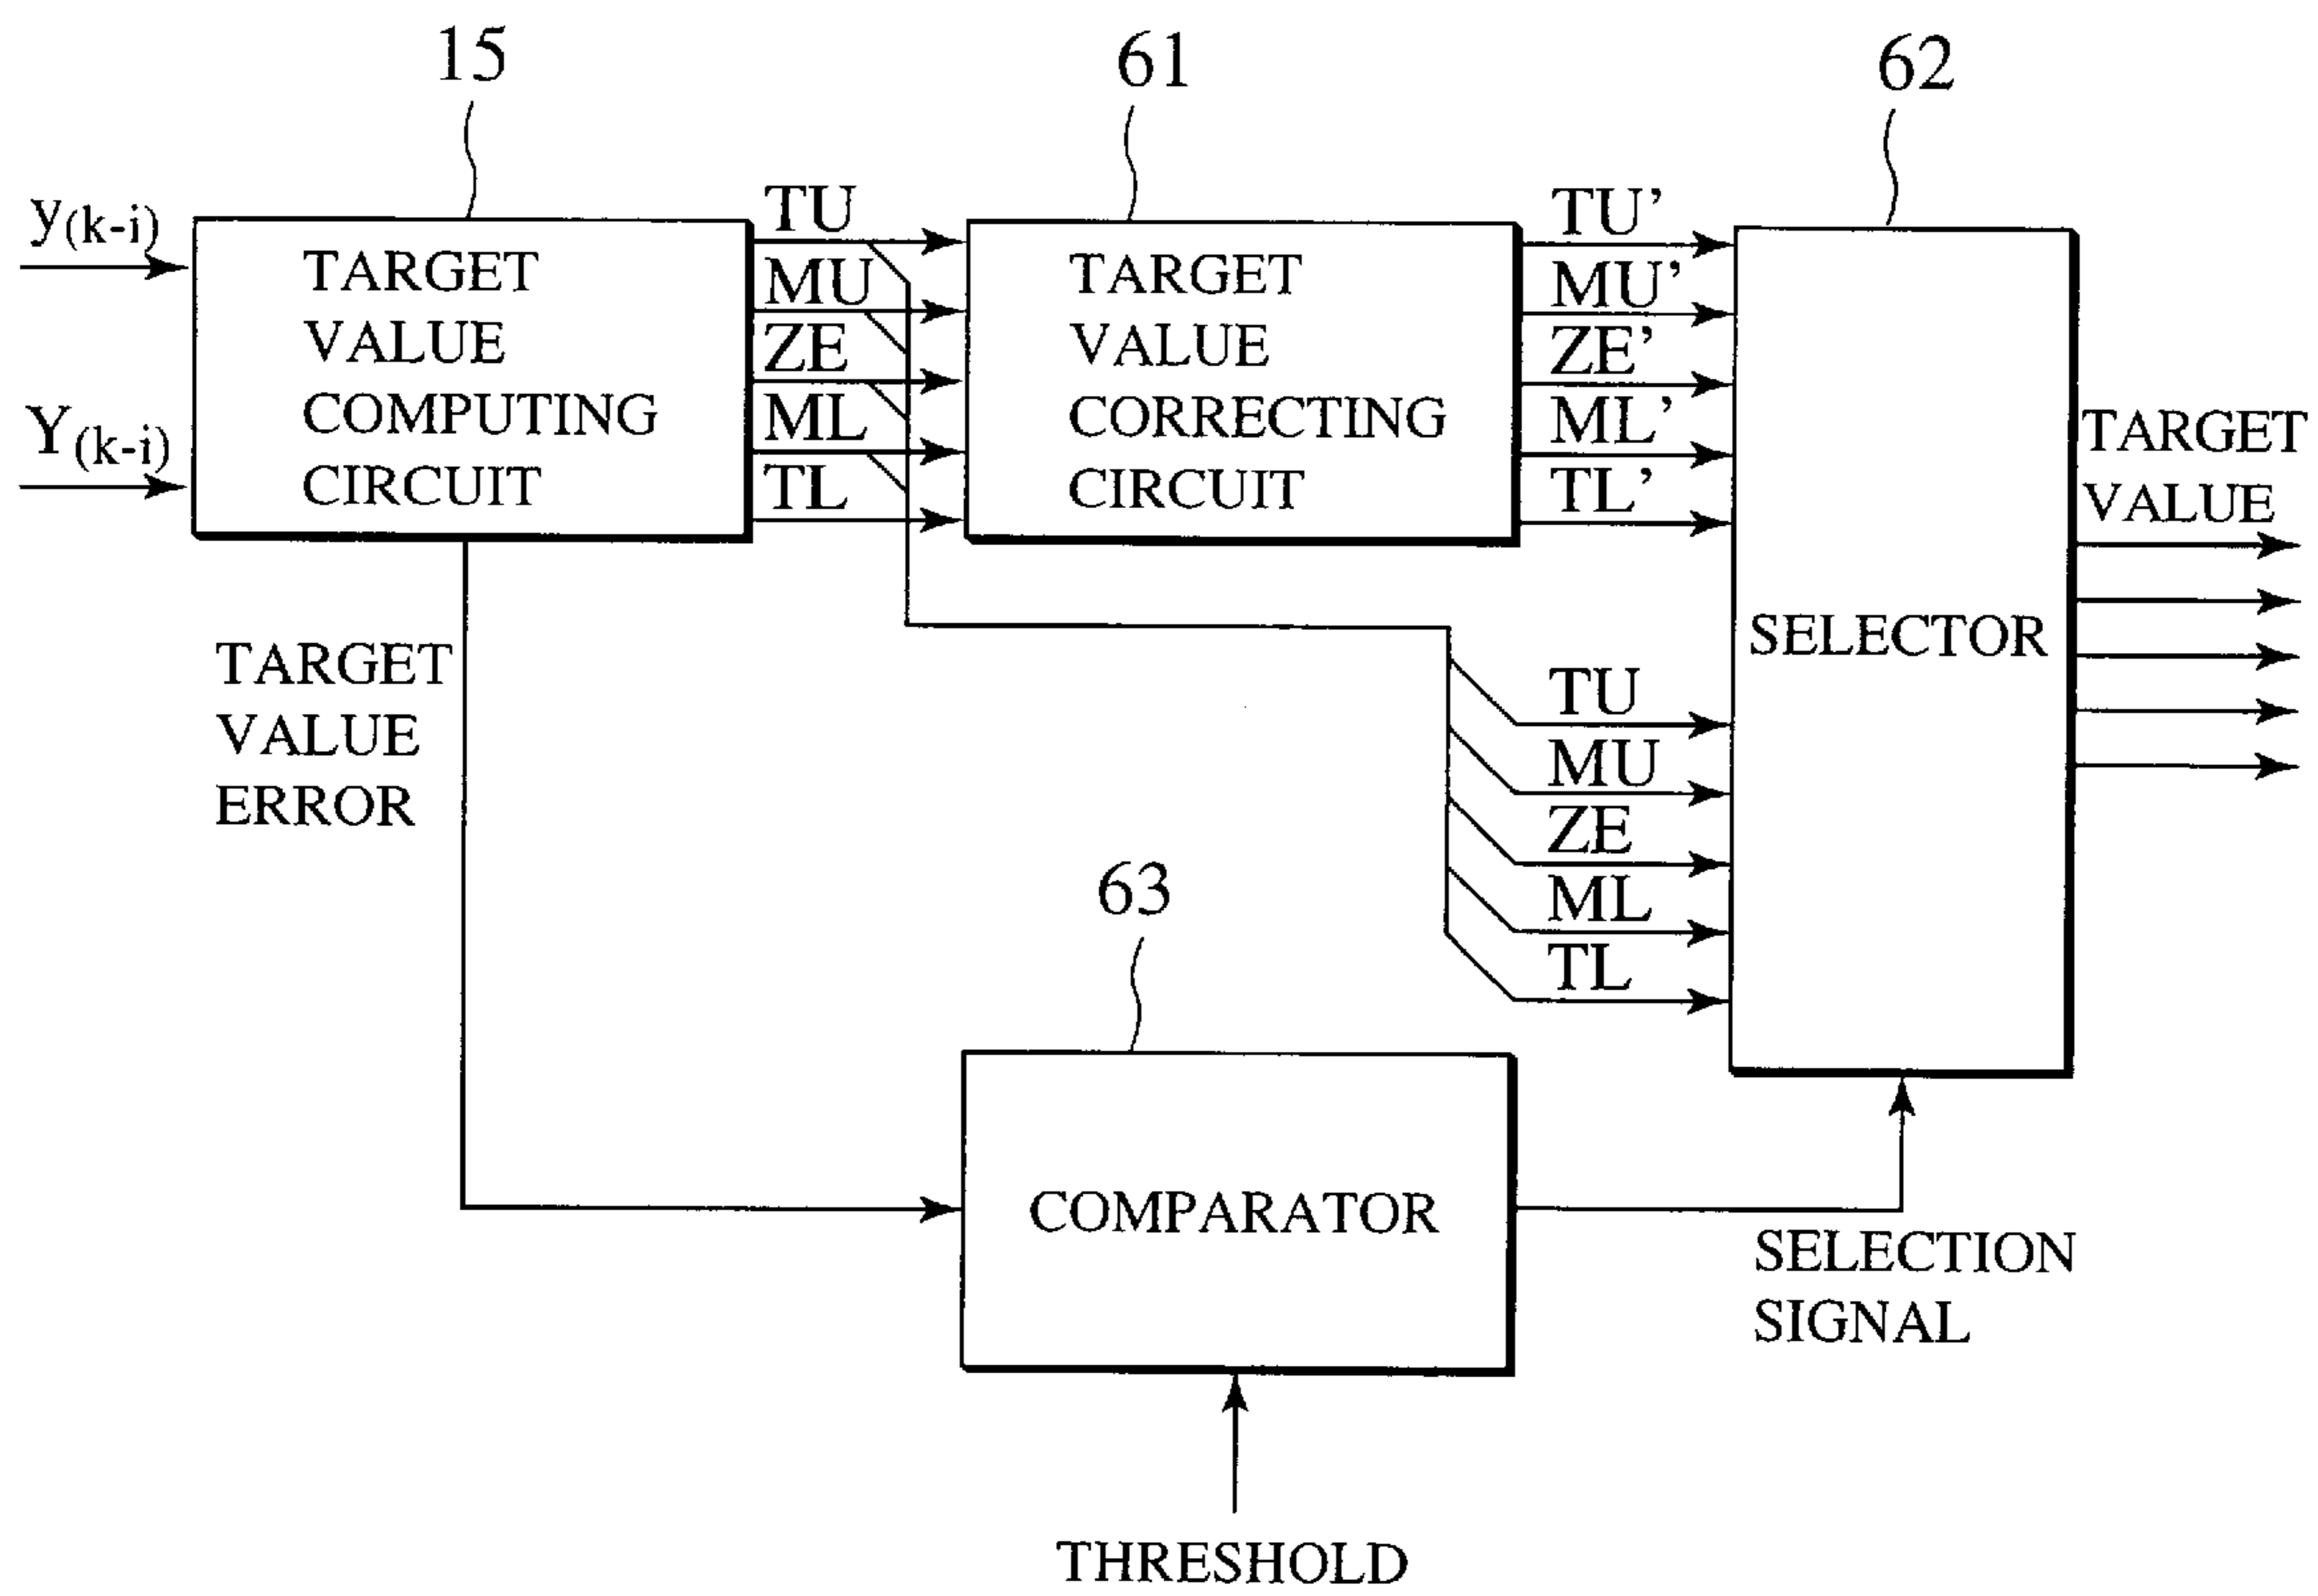 15
61
62
y(k-i)
Y(k-i)
TARGET
VALUE
COMPUTING
CIRCUIT
TU
MU
ZE
ML
TL
TARGET
VALUE
CORRECTING
CIRCUIT
TU'
MU'
ZE'
ML'
TL'
SELECTOR
TARGET
VALUE
TARGET
VALUE
ERROR
TU
MU
ZE
ML
TL
63
COMPARATOR
SELECTION
SIGNAL
THRESHOLD